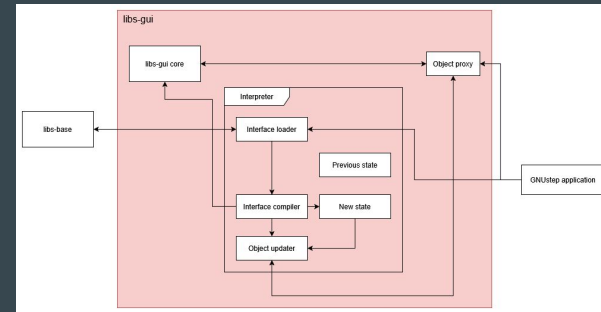 libs-gui
libs-gui core
Object proxy
Interpreter
libs-base
Interface loader
Previous state
GNUstep application
Interface compiler
New state
Object updater